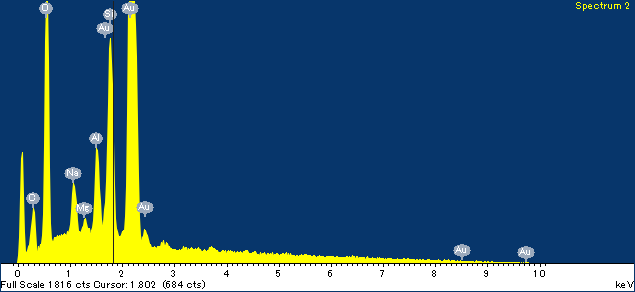 Spectrum 2
O
Si
Au
Au
Al
Na
O
Mg
Au
Au
Au
0 1 2 3 4 5 6 7 8 9 10
Full Scale 1816 cts Cursor: 1.802 (684 cts)
keV